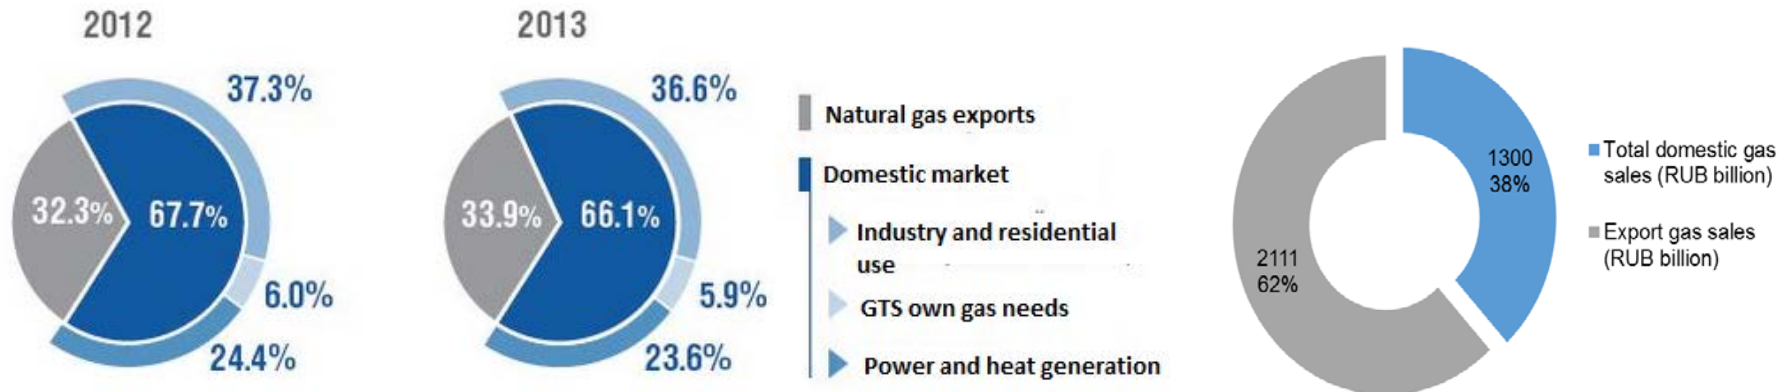 2012
37.3%
32.3%
67.7%
6.0%
24.4%
2013
36.6%
33.9%
66.1%
5.9%
23.6%
Natural gas exports
Domestic market
Industry and residential
use
GTS own gas needs
Power and heat generation
1300
38%
2111
62%
Total domestic gas
sales (RUB billion)
Export gas sales
(RUB billion)